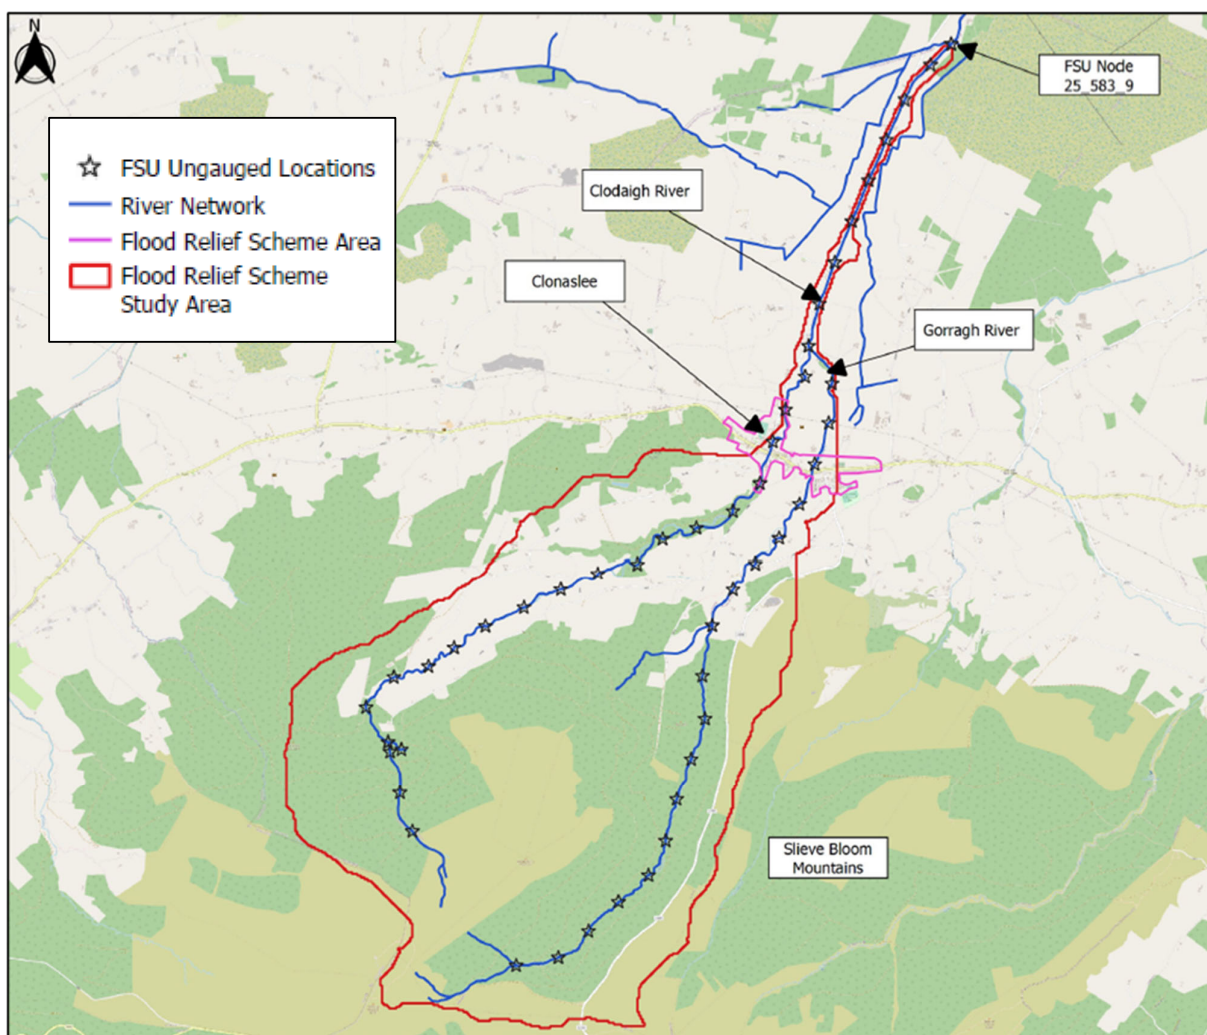 N
FSU Node
25_583_9
FSU Ungauged Locations
River Network
Flood Relief Scheme Area
Flood Relief Scheme
Study Area
Clodaigh River
Clonaslee
Gorragh River
Slieve Bloom
Mountains